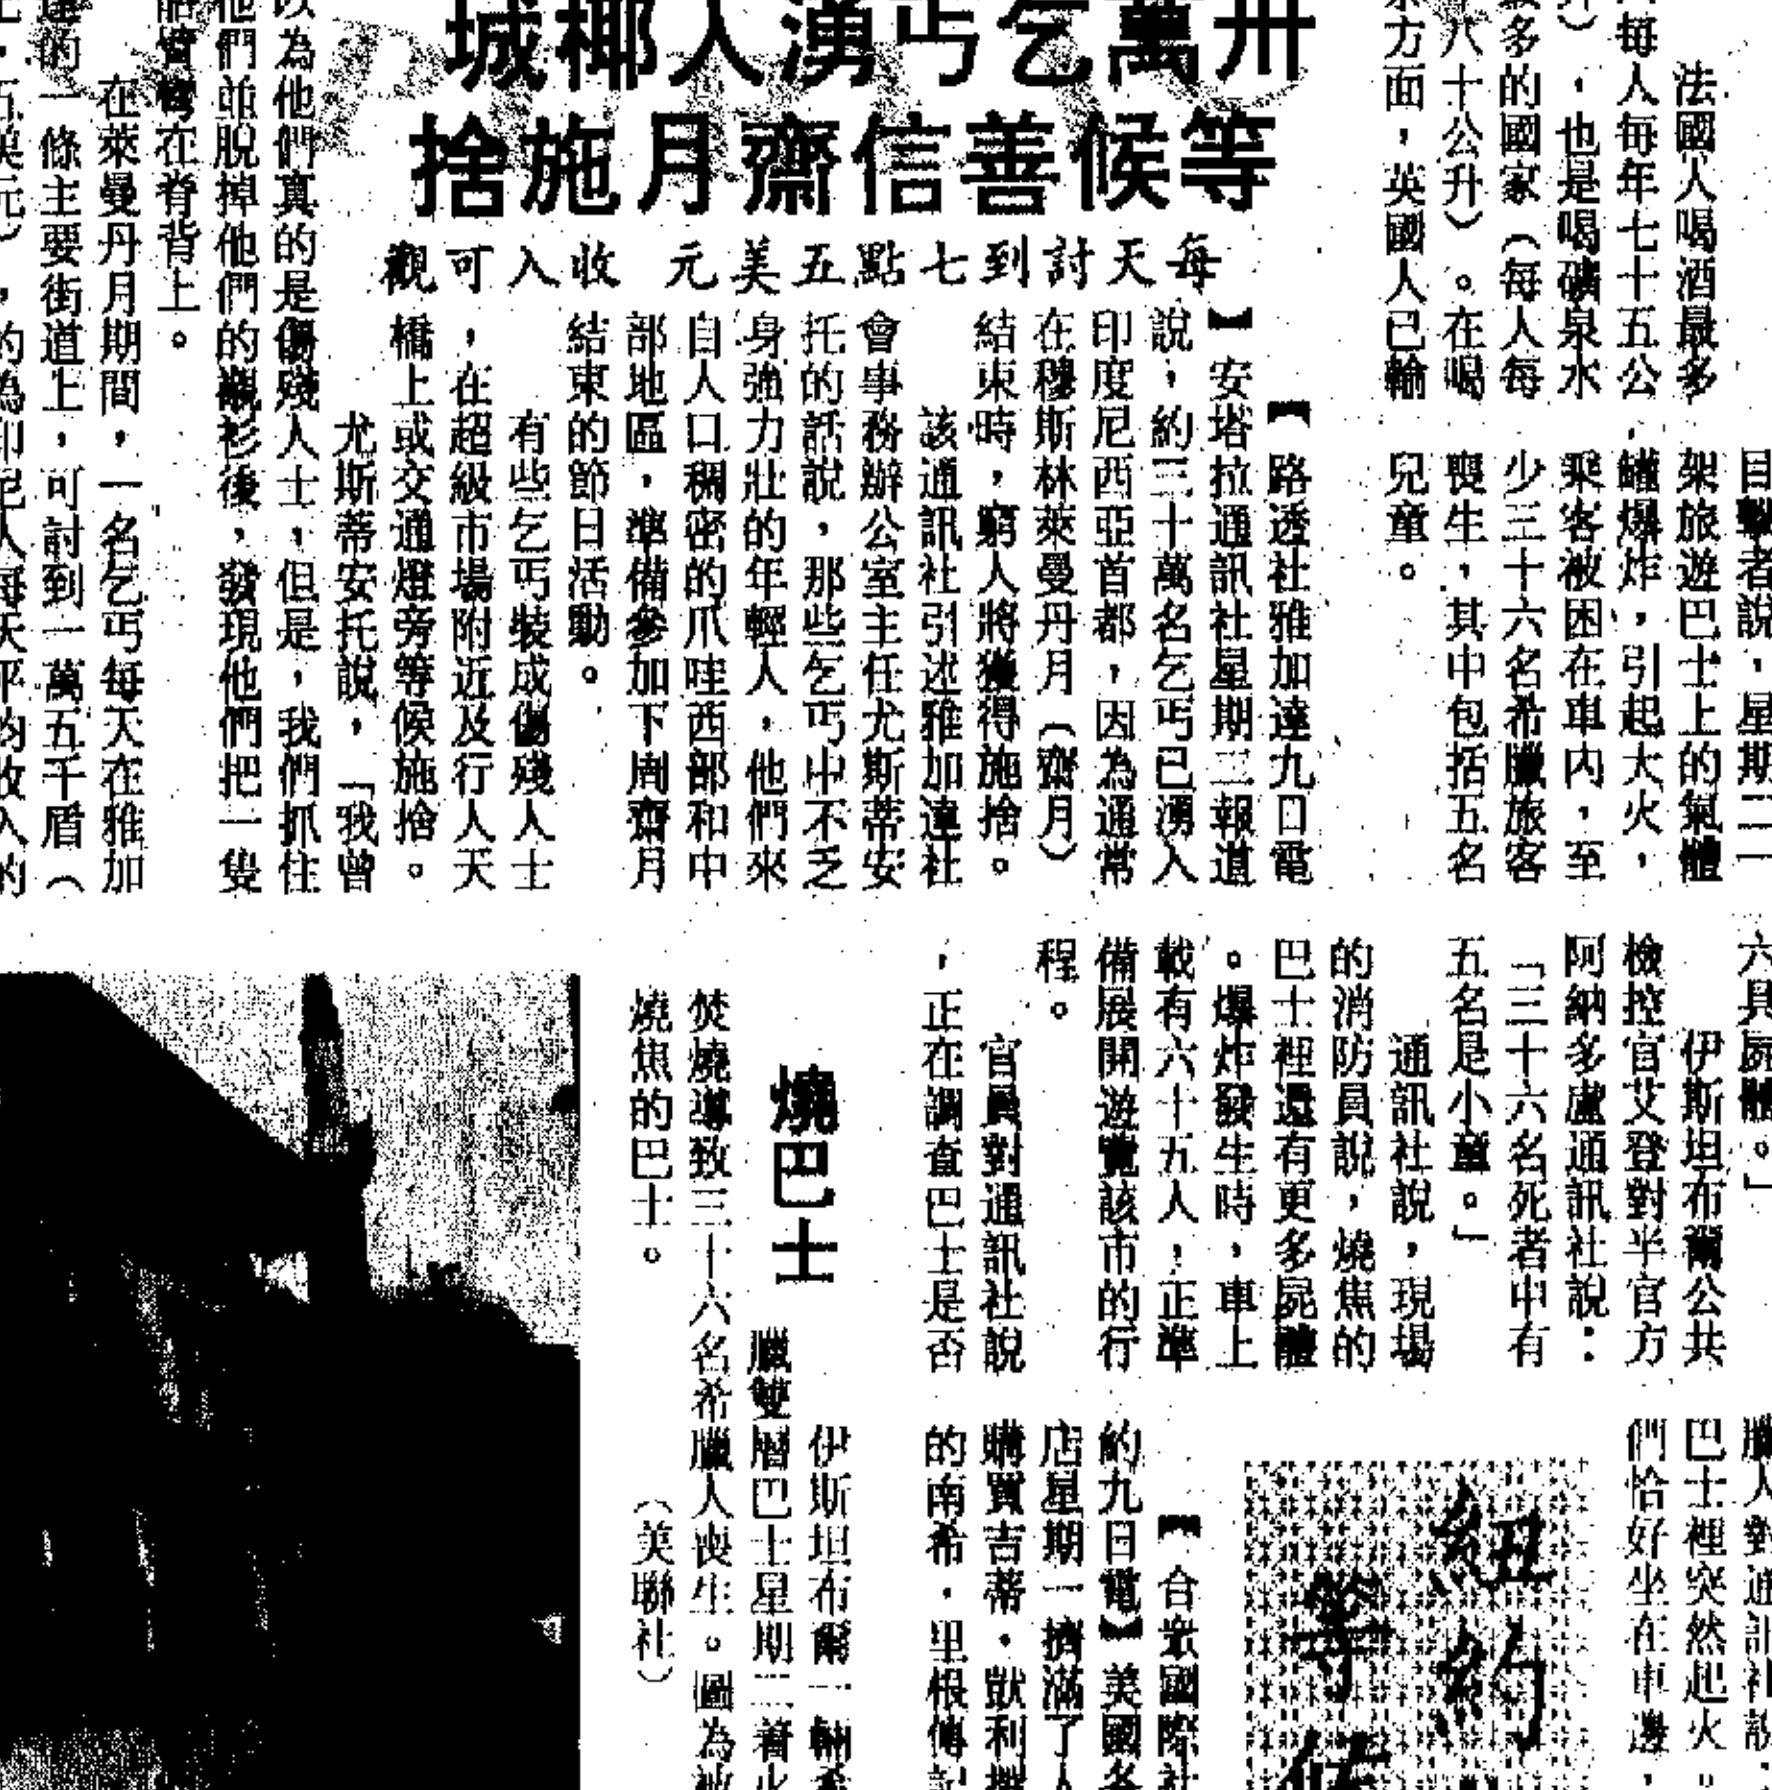 卅萬乞丐湧入椰城
等候善信齋月施捨
每天討到七點五美元 收入可觀
【路透社雅加達九日電
】安塔拉通訊社星期三報道
說,約三十萬名乞丐已湧入
印度尼西亞首都,因為通常
在穆斯林萊曼丹月(齋月)
結束時,窮人將獲得施捨。
該通訊社引述雅加達社
會事務辦公室主任尤斯蒂安
托的話說,那些乞丐中不乏
身強力壯的年輕人,他們來
自人口稠密的爪哇西部和中
部地區,準備參加下周齋月
結束的節日活動。
有些乞丐裝成傷殘人士
,在超級市場附近及行人天
橋上或交通燈旁等候施捨。
尤斯蒂安托說,「我曾
以為他們真的是傷殘人士,但是,我們抓住
他們並脫掉他們的襯衫後,發現他們把一隻
在脊背上。
在萊曼丹月期間,一名乞丐每天在雅加
達的一條主要街道上,可討到一萬五千盾(
法國人喝酒最多
每人每年七十五公
),也是喝礦泉水
最多的國家(每人每
年八十公升)。在喝
方面,英國人已輸
目擊者說,星期二一
架旅遊巴士上的氣體
罐爆炸,引起大火,
乘客被困在車內,至
少三十六名希臘旅客
喪生,其中包括五名
兒童。
六具屍體。」
伊斯坦布爾公共
檢控官艾登對半官方
阿納多盧通訊社說:
「三十六名死者中有
五名是小童。」
通訊社說,現場
的消防員說,燒焦的
巴士裡還有更多屍體
。爆炸發生時,車上
載有六十五人,正準
備展開遊覽該市的行
程。
官員對通訊社說
,正在調查巴士是否
臘人對通訊社說,
巴士裡突然起火。
們恰好坐在車邊,
紐約
等候
【合眾國際社
約九日電】美國各
店星期一擠滿了人
購買吉蒂·獃利撰
的南希·里根傳記
燒巴士
伊斯坦布爾一輛希
臘雙層巴士星期二着火
焚燒導致三十六名希臘人喪生。圖為被
燒焦的巴士。
(美聯社)